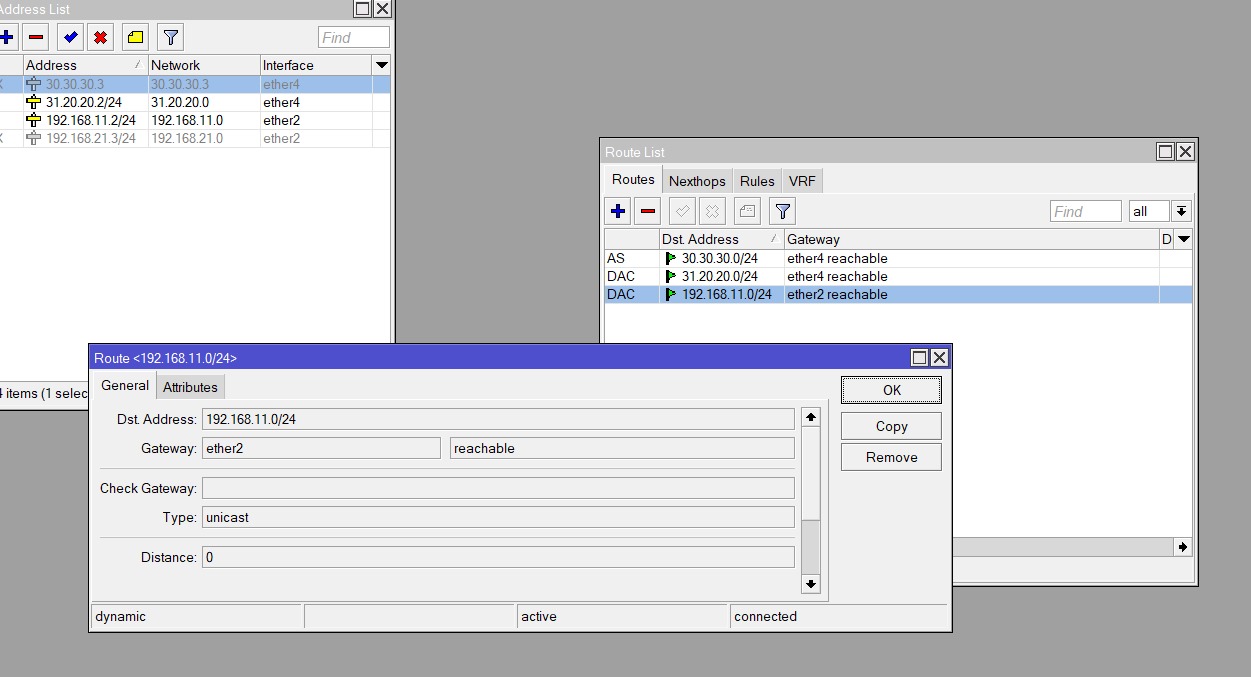 Address List
Find
Address Network Interface
X 30.30.30.3 30.30.30.3 ether4
31.20.20.2/24 31.20.20.0 ether4
192.168.11.2/24 192.168.11.0 ether2
X 192.168.21.3/24 192.168.21.0 ether2
4 items (1 selec
Route List
Routes Nexthops Rules VRF
Find all
Dst. Address Gateway D
AS 30.30.30.0/24 ether4 reachable
DAC 31.20.20.0/24 ether4 reachable
DAC 192.168.11.0/24 ether2 reachable
Route <192.168.11.0/24>
General Attributes
Dst. Address: 192.168.11.0/24
Gateway: ether2 reachable
Check Gateway:
Type: unicast
Distance: 0
OK
Copy
Remove
dynamic active connected